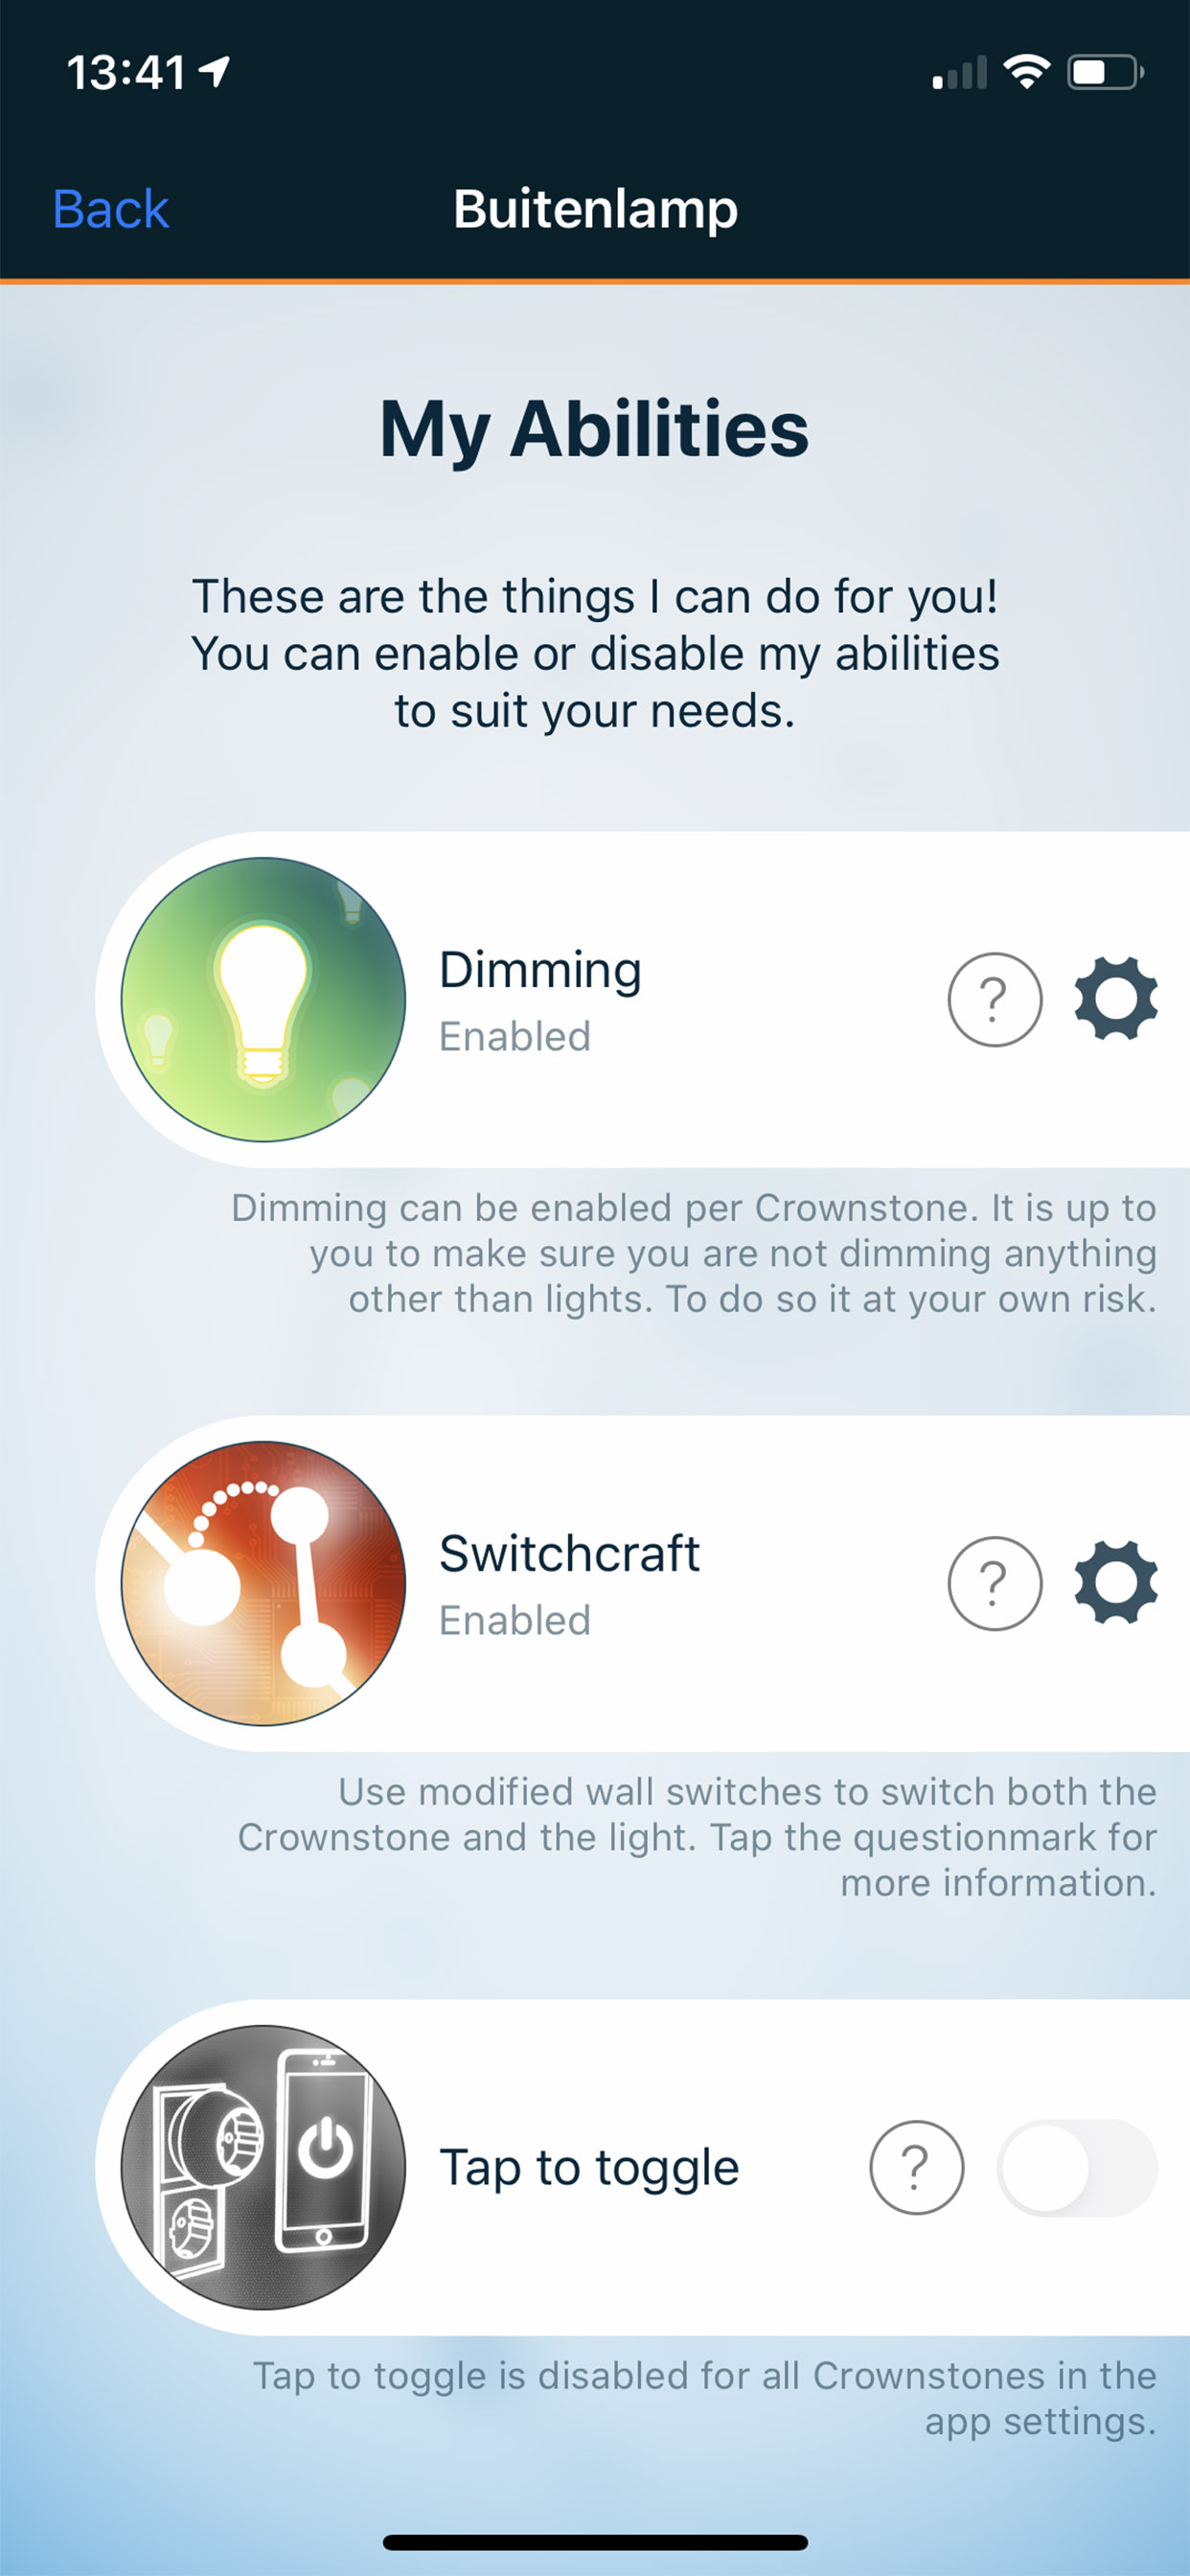 13:41
Back
Buitenlamp
My Abilities
These are the things I can do for you!
You can enable or disable my abilities
to suit your needs.
Dimming
Enabled
?
Dimming can be enabled per Crownstone. It is up to
you to make sure you are not dimming anything
other than lights. To do so it at your own risk.
Switchcraft
Enabled
?
Use modified wall switches to switch both the
Crownstone and the light. Tap the questionmark for
more information.
Tap to toggle
?
Tap to toggle is disabled for all Crownstones in the
app settings.